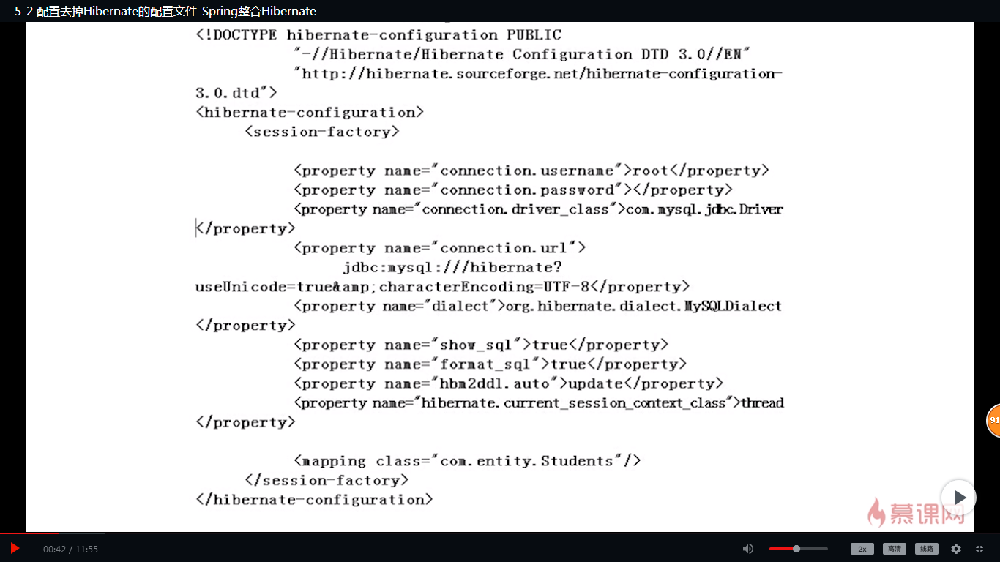 5-2 配置去掉Hibernate的配置文件-Spring整合Hibernate
<!DOCTYPE hibernate-configuration PUBLIC
"-//Hibernate/Hibernate Configuration DTD 3.0//EN"
"http://hibernate.sourceforge.net/hibernate-configuration-
3.0.dtd">
<hibernate-configuration>
<session-factory>
<property name="connection.username">root</property>
<property name="connection.password"></property>
<property name="connection.driver_class">com.mysql.jdbc.Driver
</property>
<property name="connection.url">
jdbc:mysql:///hibernate?
useUnicode=true&amp;characterEncoding=UTF-8</property>
<property name="dialect">org.hibernate.dialect.MySQLDialect
</property>
<property name="show_sql">true</property>
<property name="format_sql">true</property>
<property name="hbm2ddl.auto">update</property>
<property name="hibernate.current_session_context_class">thread
</property>
<mapping class="com.entity.Students"/>
</session-factory>
</hibernate-configuration>
91
慕课网
00:42 / 11:55
2x
高清
线路